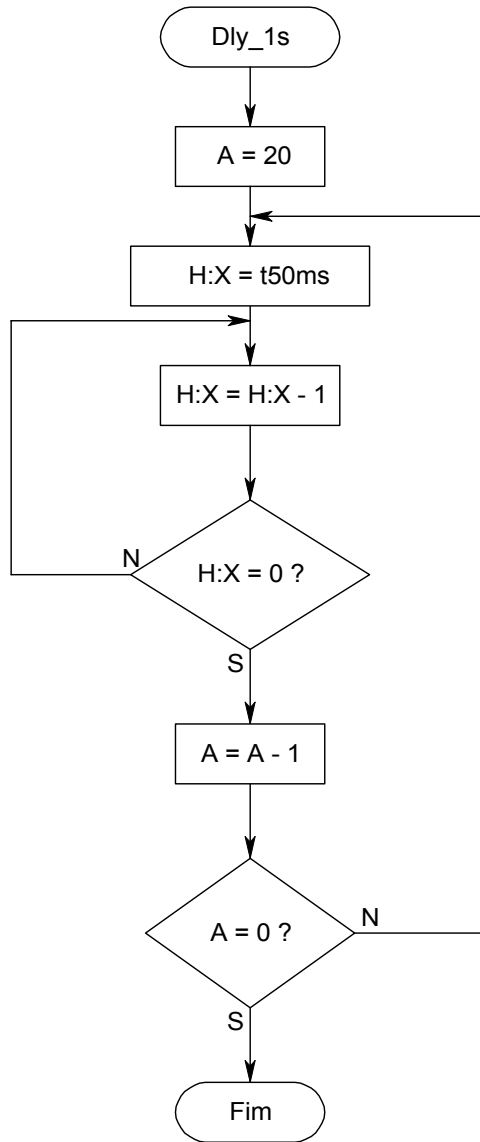 Dly_1s
A = 20
H:X = t50ms
H:X = H:X - 1
N
H:X = 0 ?
S
A = A - 1
N
A = 0 ?
S
Fim